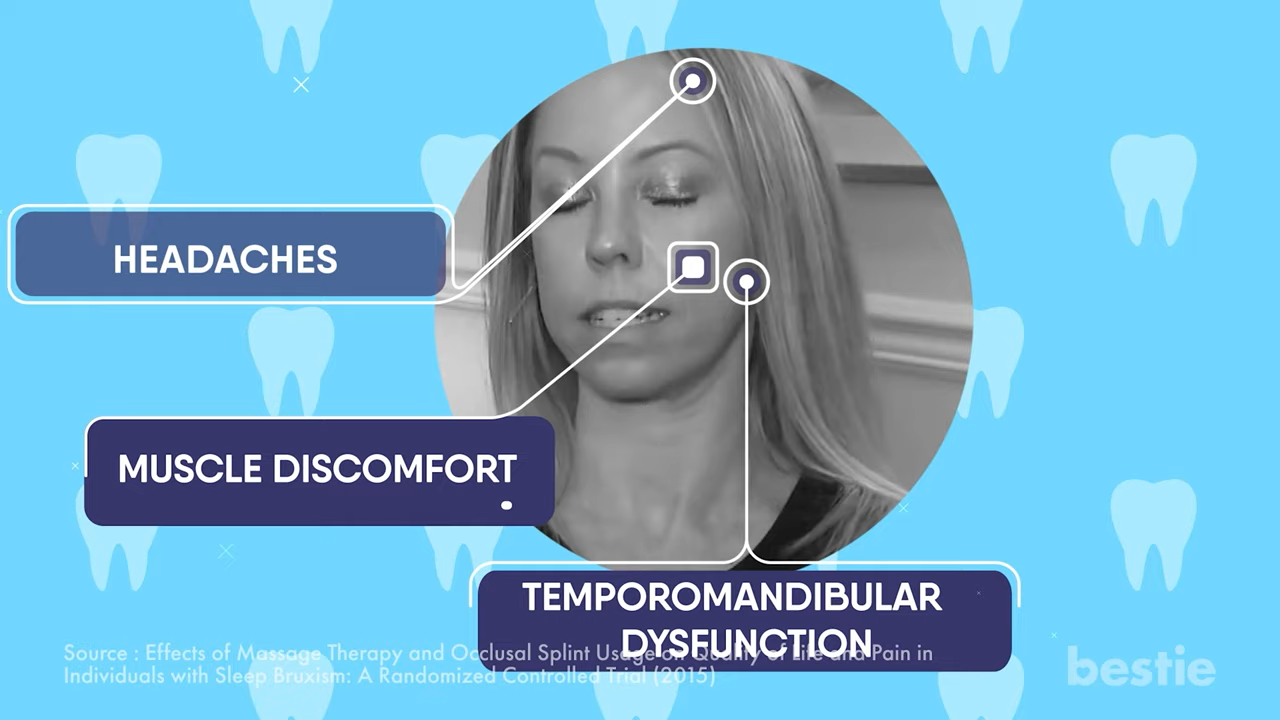 HEADACHES
MUSCLE DISCOMFORT
TEMPOROMANDIBULAR
DYSFUNCTION
Source : Effects of Massage Therapy and Occlusal Splint Usage on Quality of Life and Pain in
Individuals with Sleep Bruxism: A Randomized Controlled Trial (2015)
bestie